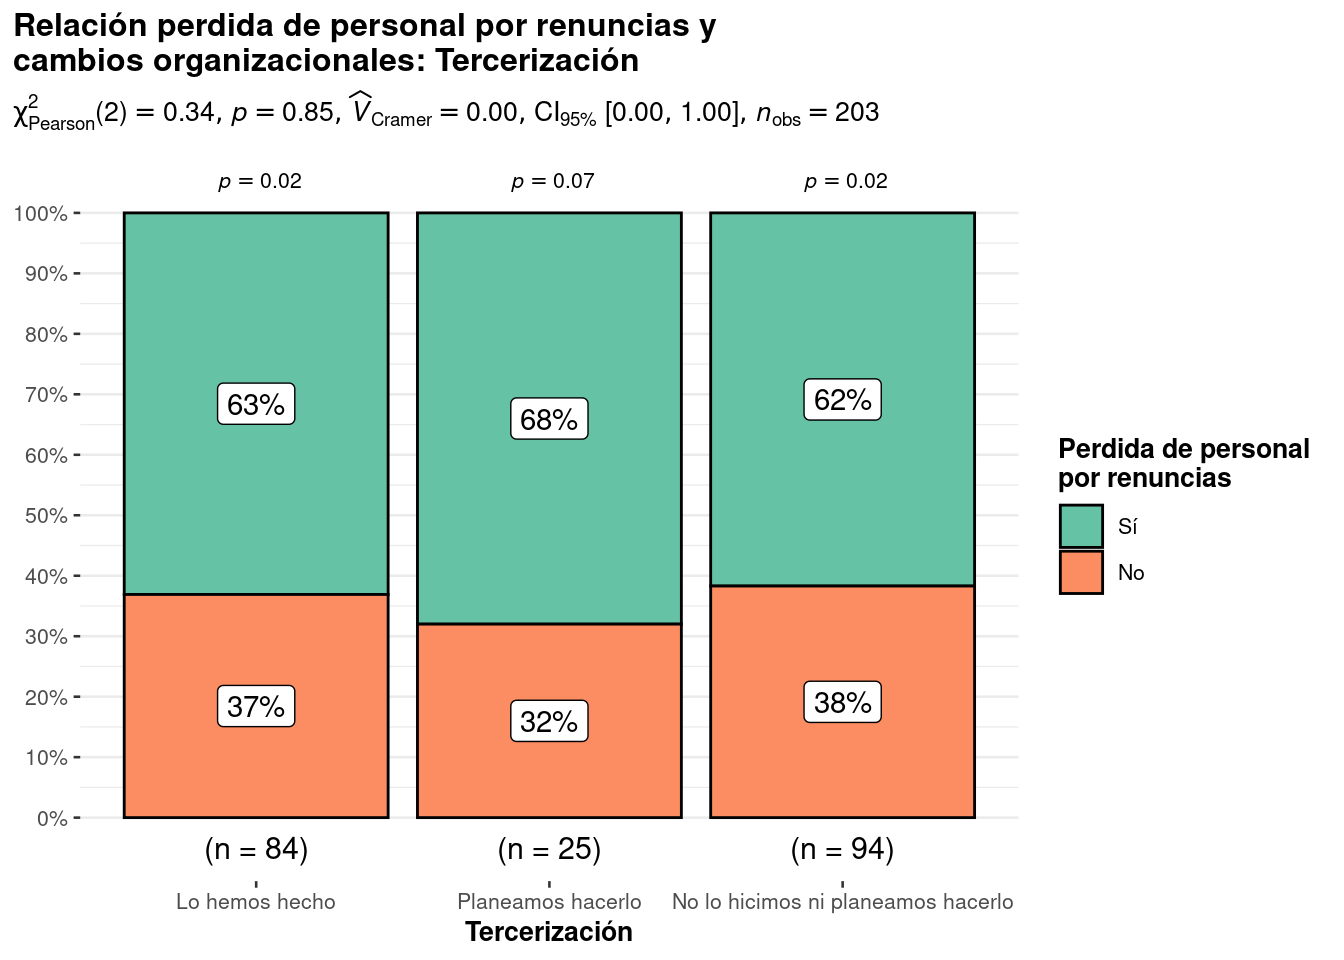 Relación perdida de personal por renuncias y
cambios organizacionales: Tercerización
χ²Pearson(2) = 0.34, p = 0.85, V̂Cramer = 0.00, CI95% [0.00, 1.00], nobs = 203
p = 0.02 p = 0.07 p = 0.02
100%
90%
80%
70%
60%
50%
40%
30%
20%
10%
0%
63% 68% 62%
37% 32% 38%
(n = 84) (n = 25) (n = 94)
Lo hemos hecho Planeamos hacerlo No lo hicimos ni planeamos hacerlo
Tercerización
Perdida de personal
por renuncias
Sí
No